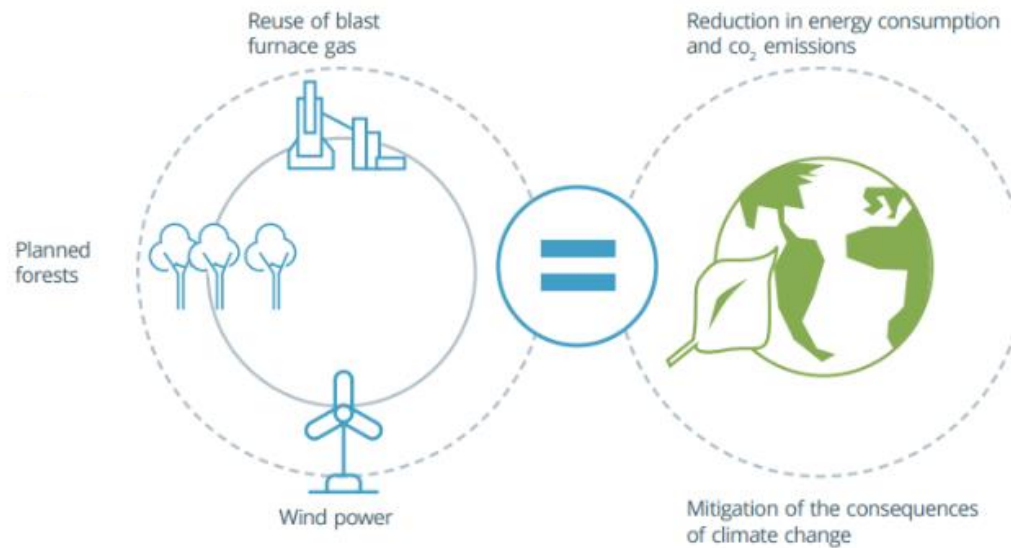 Reuse of blast
furnace gas
Reduction in energy consumption
and co₂ emissions
Planned
forests
Wind power
Mitigation of the consequences
of climate change